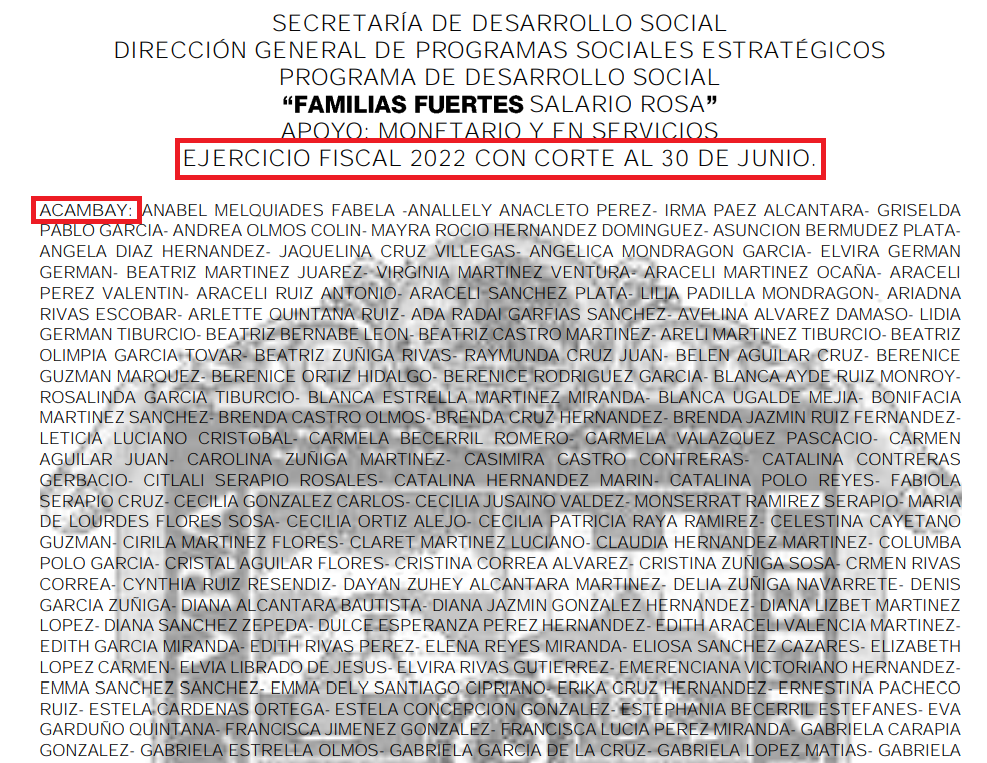 SECRETARÍA DE DESARROLLO SOCIAL
DIRECCIÓN GENERAL DE PROGRAMAS SOCIALES ESTRATÉGICOS
PROGRAMA DE DESARROLLO SOCIAL
“FAMILIAS FUERTES SALARIO ROSA”
APOYO: MONETARIO Y EN SERVICIOS
EJERCICIO FISCAL 2022 CON CORTE AL 30 DE JUNIO.
ACAMBAY: ANABEL MELQUIADES FABELA -ANALLELY ANACLETO PEREZ- IRMA PAEZ ALCANTARA- GRISELDA
PABLO GARCIA- ANDREA OLMOS COLIN- MAYRA ROCIO HERNANDEZ DOMINGUEZ- ASUNCION BERMUDEZ PLATA-
ANGELA DIAZ HERNANDEZ- JAQUELINA CRUZ VILLEGAS- ANGELICA MONDRAGON GARCIA- ELVIRA GERMAN
GERMAN- BEATRIZ MARTINEZ JUAREZ- VIRGINIA MARTINEZ VENTURA- ARACELI MARTINEZ OCAÑA- ARACELI
PEREZ VALENTIN- ARACELI RUIZ ANTONIO- ARACELI SANCHEZ PLATA- LILIA PADILLA MONDRAGON- ARIADNA
RIVAS ESCOBAR- ARLETTE QUINTANA RUIZ- ADA RADAI GARFIAS SANCHEZ- AVELINA ALVAREZ DAMASO- LIDIA
GERMAN TIBURCIO- BEATRIZ BERNABE LEON- BEATRIZ CASTRO MARTINEZ- ARELI MARTINEZ TIBURCIO- BEATRIZ
OLIMPIA GARCIA TOVAR- BEATRIZ ZUÑIGA RIVAS- RAYMUNDA CRUZ JUAN- BELEN AGUILAR CRUZ- BERENICE
GUZMAN MARQUEZ- BERENICE ORTIZ HIDALGO- BERENICE RODRIGUEZ GARCIA- BLANCA AYDE RUIZ MONROY-
ROSALINDA GARCIA TIBURCIO- BLANCA ESTRELLA MARTINEZ MIRANDA- BLANCA UGALDE MEJIA- BONIFACIA
MARTINEZ SANCHEZ- BRENDA CASTRO OLMOS- BRENDA CRUZ HERNANDEZ- BRENDA JAZMIN RUIZ FERNANDEZ-
LETICIA LUCIANO CRISTOBAL- CARMELA BECERRIL ROMERO- CARMELA VALAZQUEZ PASCACIO- CARMEN
AGUILAR JUAN- CAROLINA ZUÑIGA MARTINEZ- CASIMIRA CASTRO CONTRERAS- CATALINA CONTRERAS
GERBACIO- CITLALI SERAPIO ROSALES- CATALINA HERNANDEZ MARIN- CATALINA POLO REYES- FABIOLA
SERAPIO CRUZ- CECILIA GONZALEZ CARLOS- CECILIA JUSAINO VALDEZ- MONSERRAT RAMIREZ SERAPIO- MARIA
DE LOURDES FLORES SOSA- CECILIA ORTIZ ALEJO- CECILIA PATRICIA RAYA RAMIREZ- CELESTINA CAYETANO
GUZMAN- CIRILA MARTINEZ FLORES- CLARET MARTINEZ LUCIANO- CLAUDIA HERNANDEZ MARTINEZ- COLUMBA
POLO GARCIA- CRISTAL AGUILAR FLORES- CRISTINA CORREA ALVAREZ- CRISTINA ZUÑIGA SOSA- CRMEN RIVAS
CORREA- CYNTHIA RUIZ RESENDIZ- DAYAN ZUHEY ALCANTARA MARTINEZ- DELIA ZUÑIGA NAVARRETE- DENIS
GARCIA ZUÑIGA- DIANA ALCANTARA BAUTISTA- DIANA JAZMIN GONZALEZ HERNANDEZ- DIANA LIZBET MARTINEZ
LOPEZ- DIANA SANCHEZ ZEPEDA- DULCE ESPERANZA PEREZ HERNANDEZ- EDITH ARACELI VALENCIA MARTINEZ-
EDITH GARCIA MIRANDA- EDITH RIVAS PEREZ- ELENA REYES MIRANDA- ELIOSA SANCHEZ CAZARES- ELIZABETH
LOPEZ CARMEN- ELVIA LIBRADO DE JESUS- ELVIRA RIVAS GUTIERREZ- EMERENCIANA VICTORIANO HERNANDEZ-
EMMA SANCHEZ SANCHEZ- EMMA DELY SANTIAGO CIPRIANO- ERIKA CRUZ HERNANDEZ- ERNESTINA PACHECO
RUIZ- ESTELA CARDENAS ORTEGA- ESTELA CONCEPCION GONZALEZ- ESTEPHANIA BECERRIL ESTEFANES- EVA
GARDUÑO QUINTANA- FRANCISCA JIMENEZ GONZALEZ- FRANCISCA LUCIA PEREZ MIRANDA- GABRIELA CARAPIA
GONZALEZ- GABRIELA ESTRELLA OLMOS- GABRIELA GARCIA DE LA CRUZ- GABRIELA LOPEZ MATIAS- GABRIELA